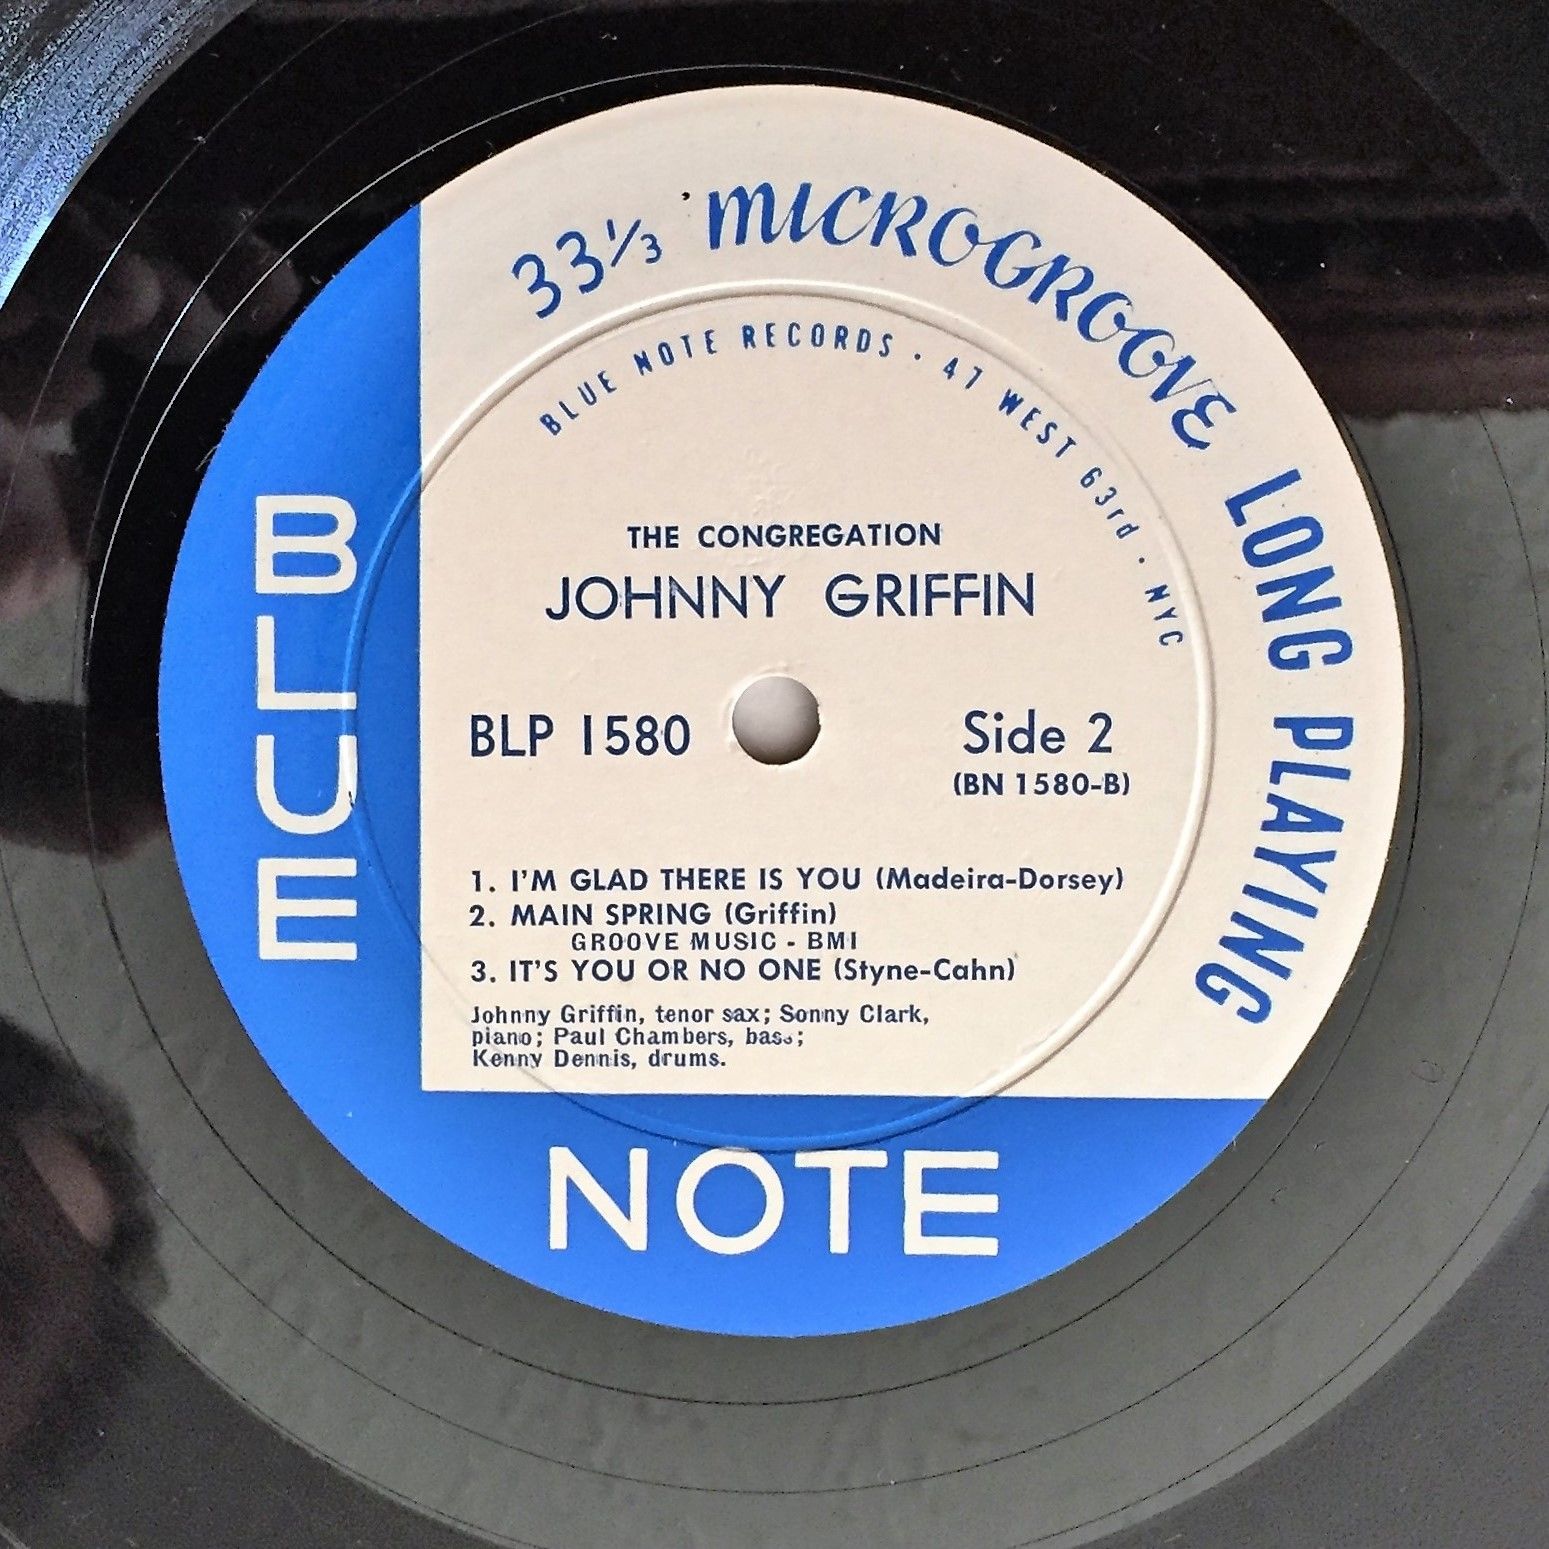 33⅓ MICROGROOVE LONG PLAYING
BLUE NOTE RECORDS · 47 WEST 63rd · NYC
THE CONGREGATION
JOHNNY GRIFFIN
BLP 1580
Side 2
(BN 1580-B)
1. I'M GLAD THERE IS YOU (Madeira-Dorsey)
2. MAIN SPRING (Griffin)
GROOVE MUSIC - BMI
3. IT'S YOU OR NO ONE (Styne-Cahn)
Johnny Griffin, tenor sax; Sonny Clark,
piano; Paul Chambers, bass;
Kenny Dennis, drums.
BLUE
NOTE